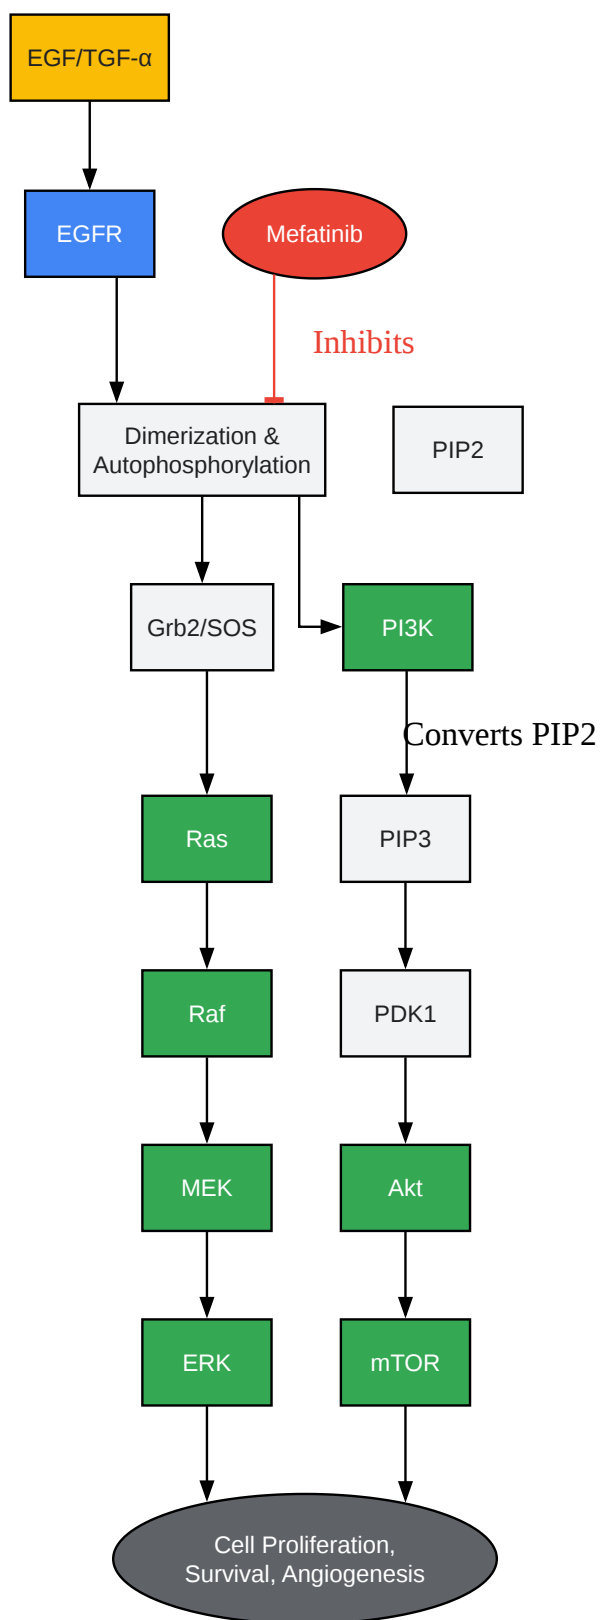 EGF/TGF-α
EGFR
Mefatinib
Inhibits
Dimerization &
Autophosphorylation
PIP2
Grb2/SOS
PI3K
Converts PIP2
Ras
PIP3
Raf
PDK1
MEK
Akt
ERK
mTOR
Cell Proliferation,
Survival, Angiogenesis